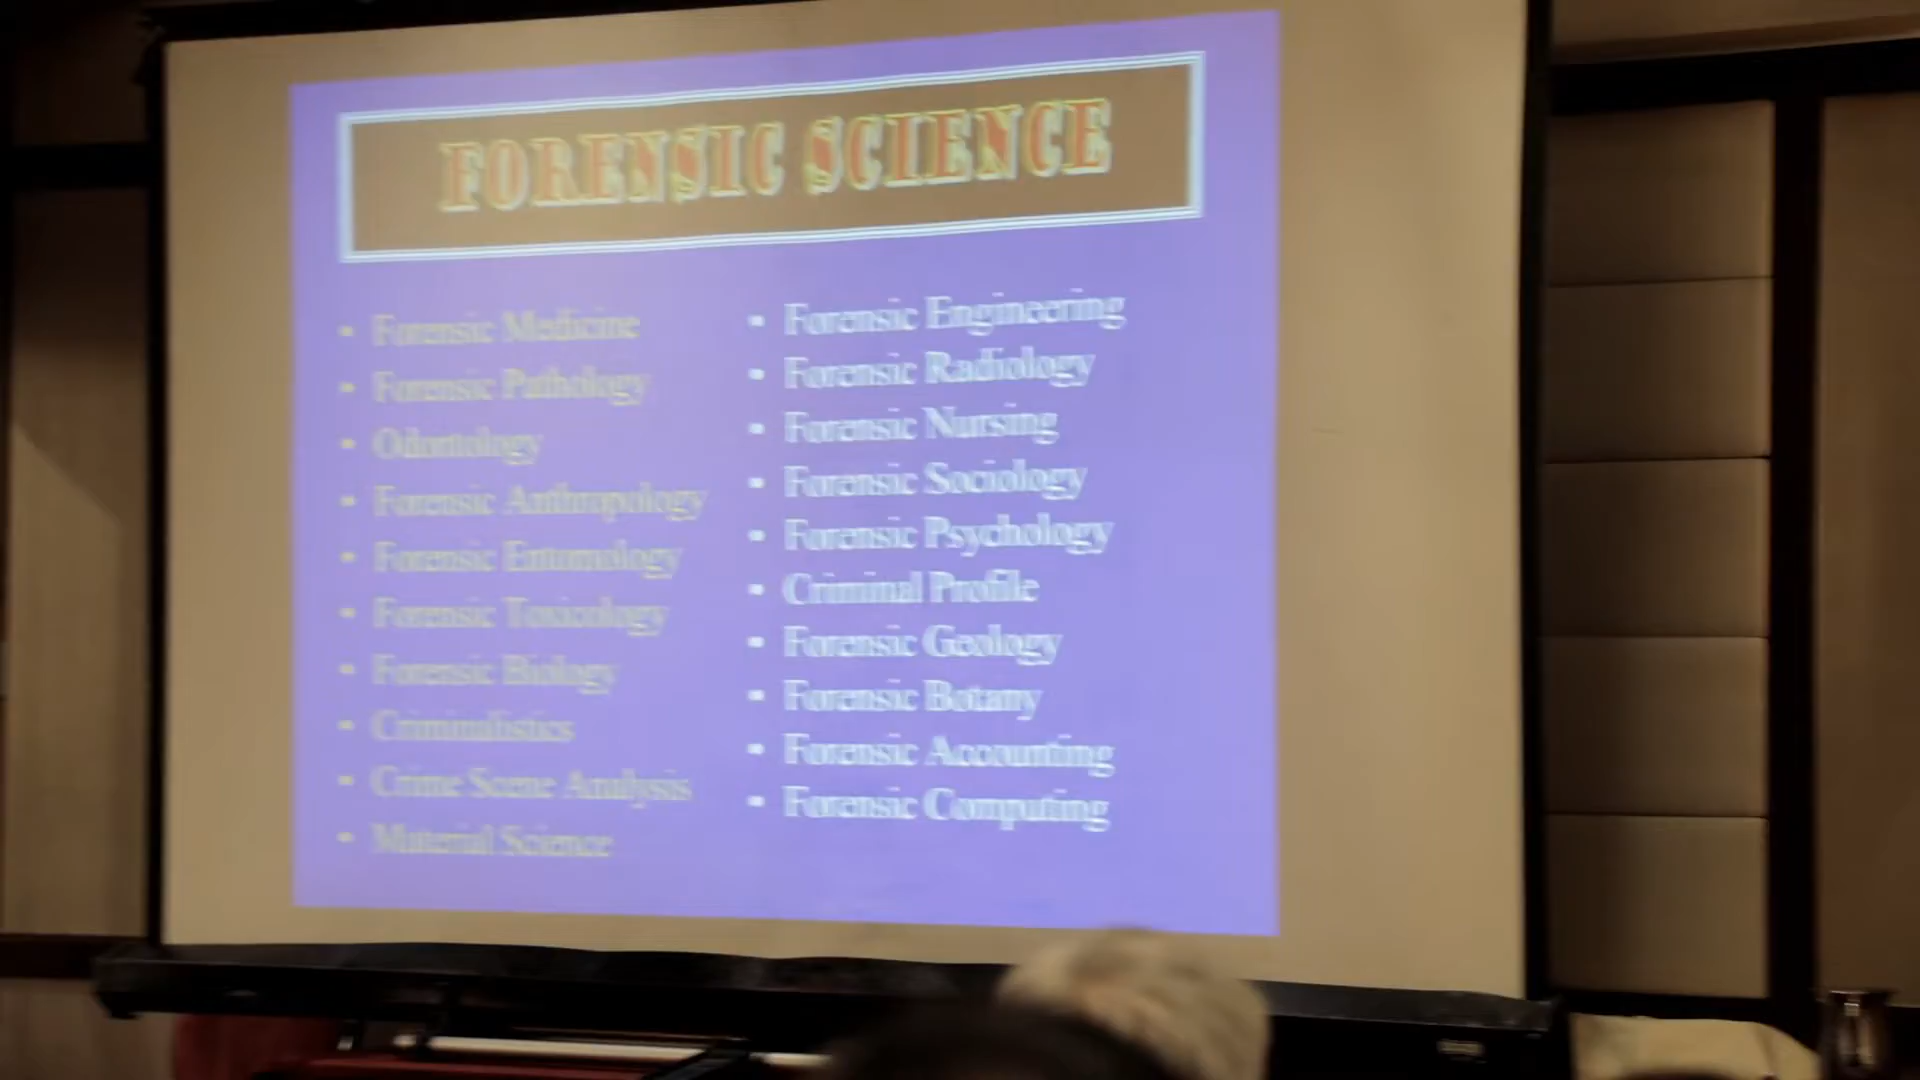 FORENSIC SCIENCE
• Forensic Medicine
• Forensic Pathology
• Odontology
• Forensic Anthropology
• Forensic Entomology
• Forensic Toxicology
• Forensic Biology
• Criminalistics
• Crime Scene Analysis
• Material Science
• Forensic Engineering
• Forensic Radiology
• Forensic Nursing
• Forensic Sociology
• Forensic Psychology
• Criminal Profile
• Forensic Geology
• Forensic Botany
• Forensic Accounting
• Forensic Computing